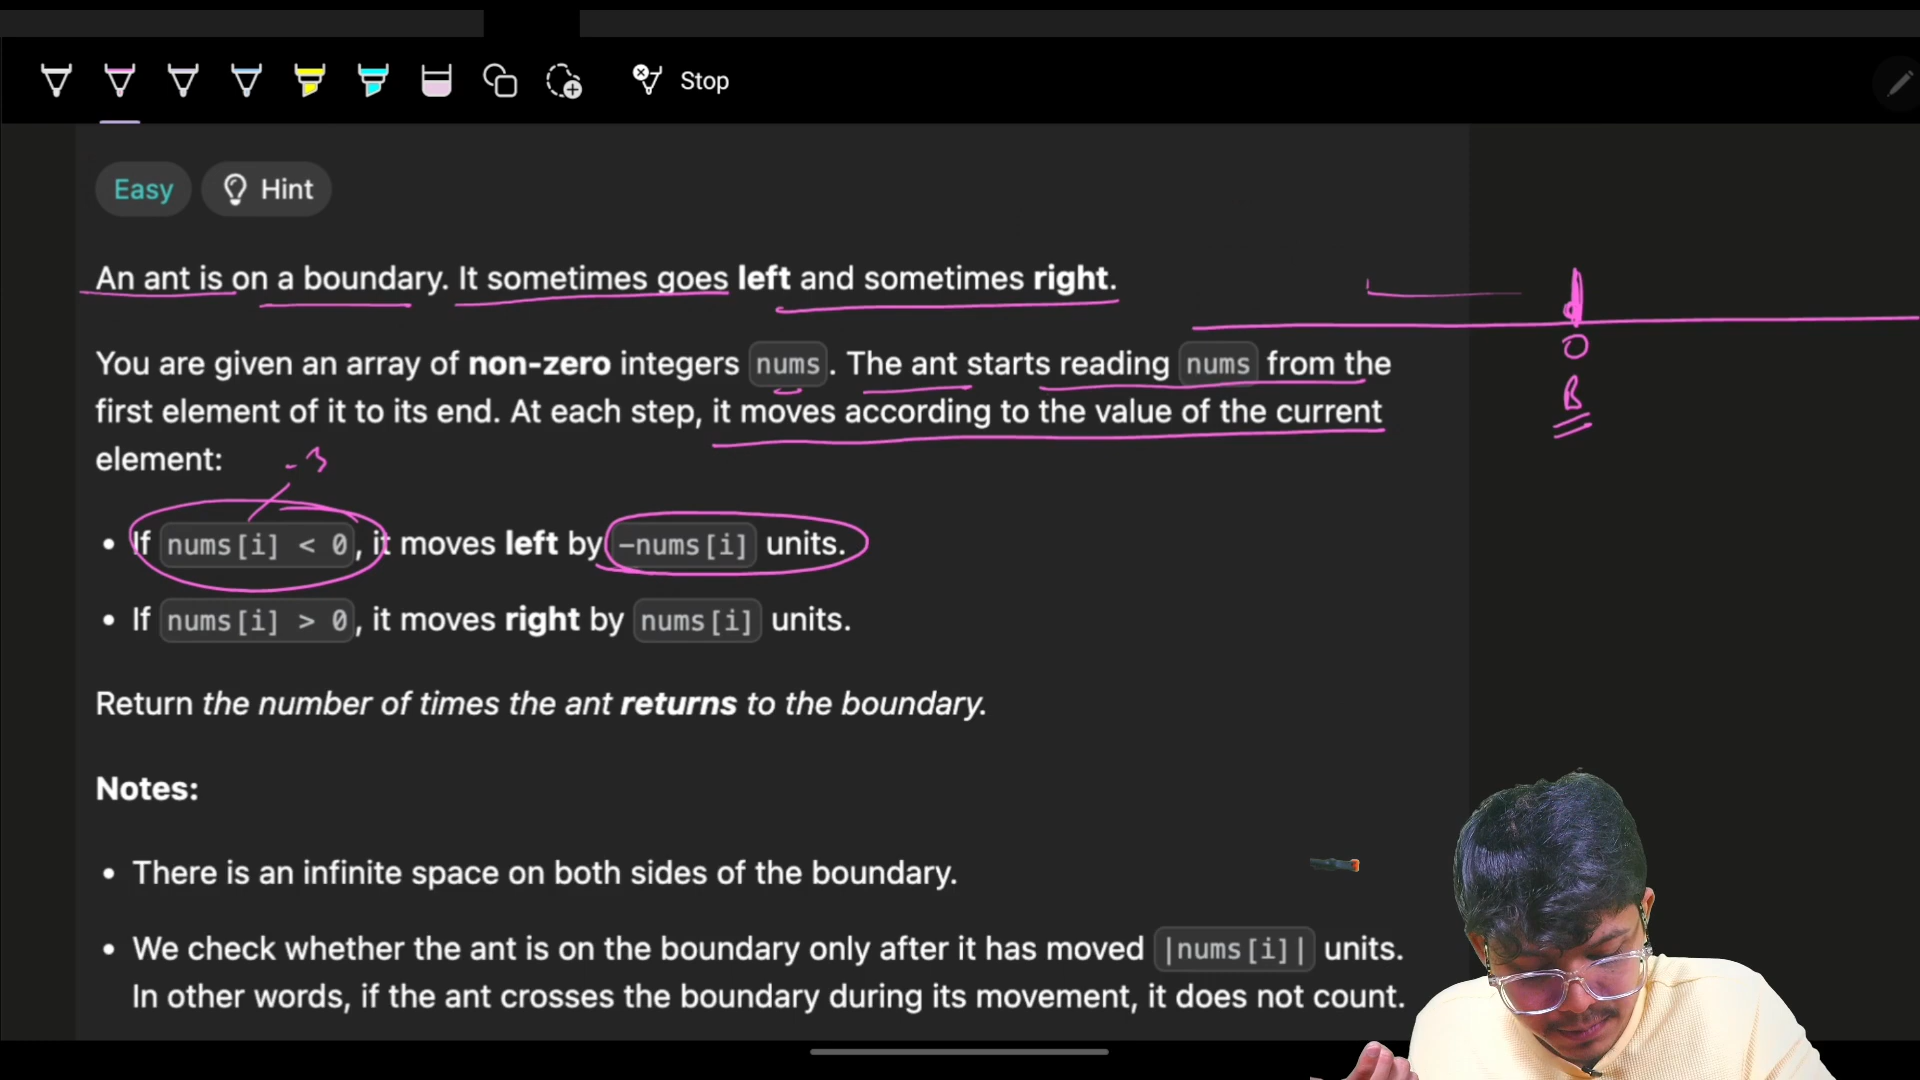 Stop
Easy Hint
An ant is on a boundary. It sometimes goes left and sometimes right.
You are given an array of non-zero integers nums. The ant starts reading nums from the
first element of it to its end. At each step, it moves according to the value of the current
element:
-3
• If nums[i] < 0, it moves left by -nums[i] units.
• If nums[i] > 0, it moves right by nums[i] units.
Return the number of times the ant returns to the boundary.
Notes:
• There is an infinite space on both sides of the boundary.
• We check whether the ant is on the boundary only after it has moved |nums[i]| units.
In other words, if the ant crosses the boundary during its movement, it does not count.
0
B